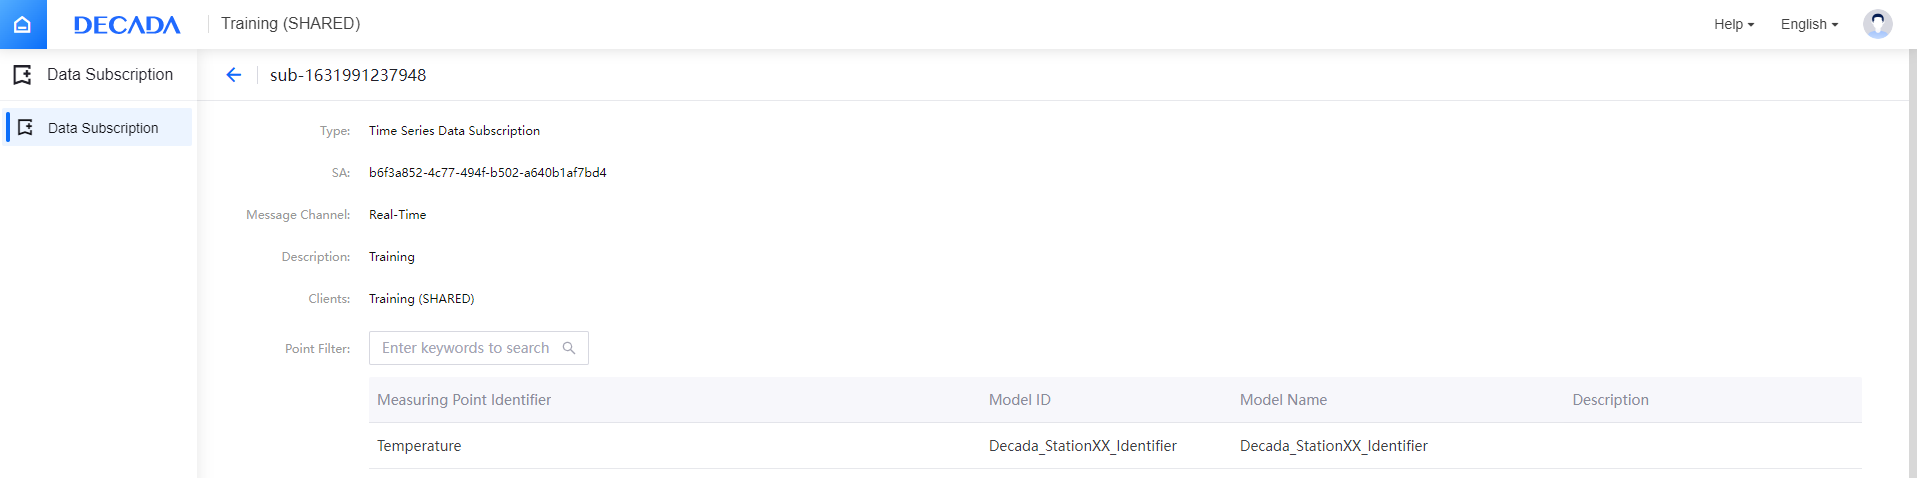 DECADA Training (SHARED) Help English
Data Subscription
Data Subscription
sub-1631991237948
Type: Time Series Data Subscription
SA: b6f3a852-4c77-494f-b502-a640b1af7bd4
Message Channel: Real-Time
Description: Training
Clients: Training (SHARED)
Point Filter: Enter keywords to search
Measuring Point Identifier Model ID Model Name Description
Temperature Decada_StationXX_Identifier Decada_StationXX_Identifier